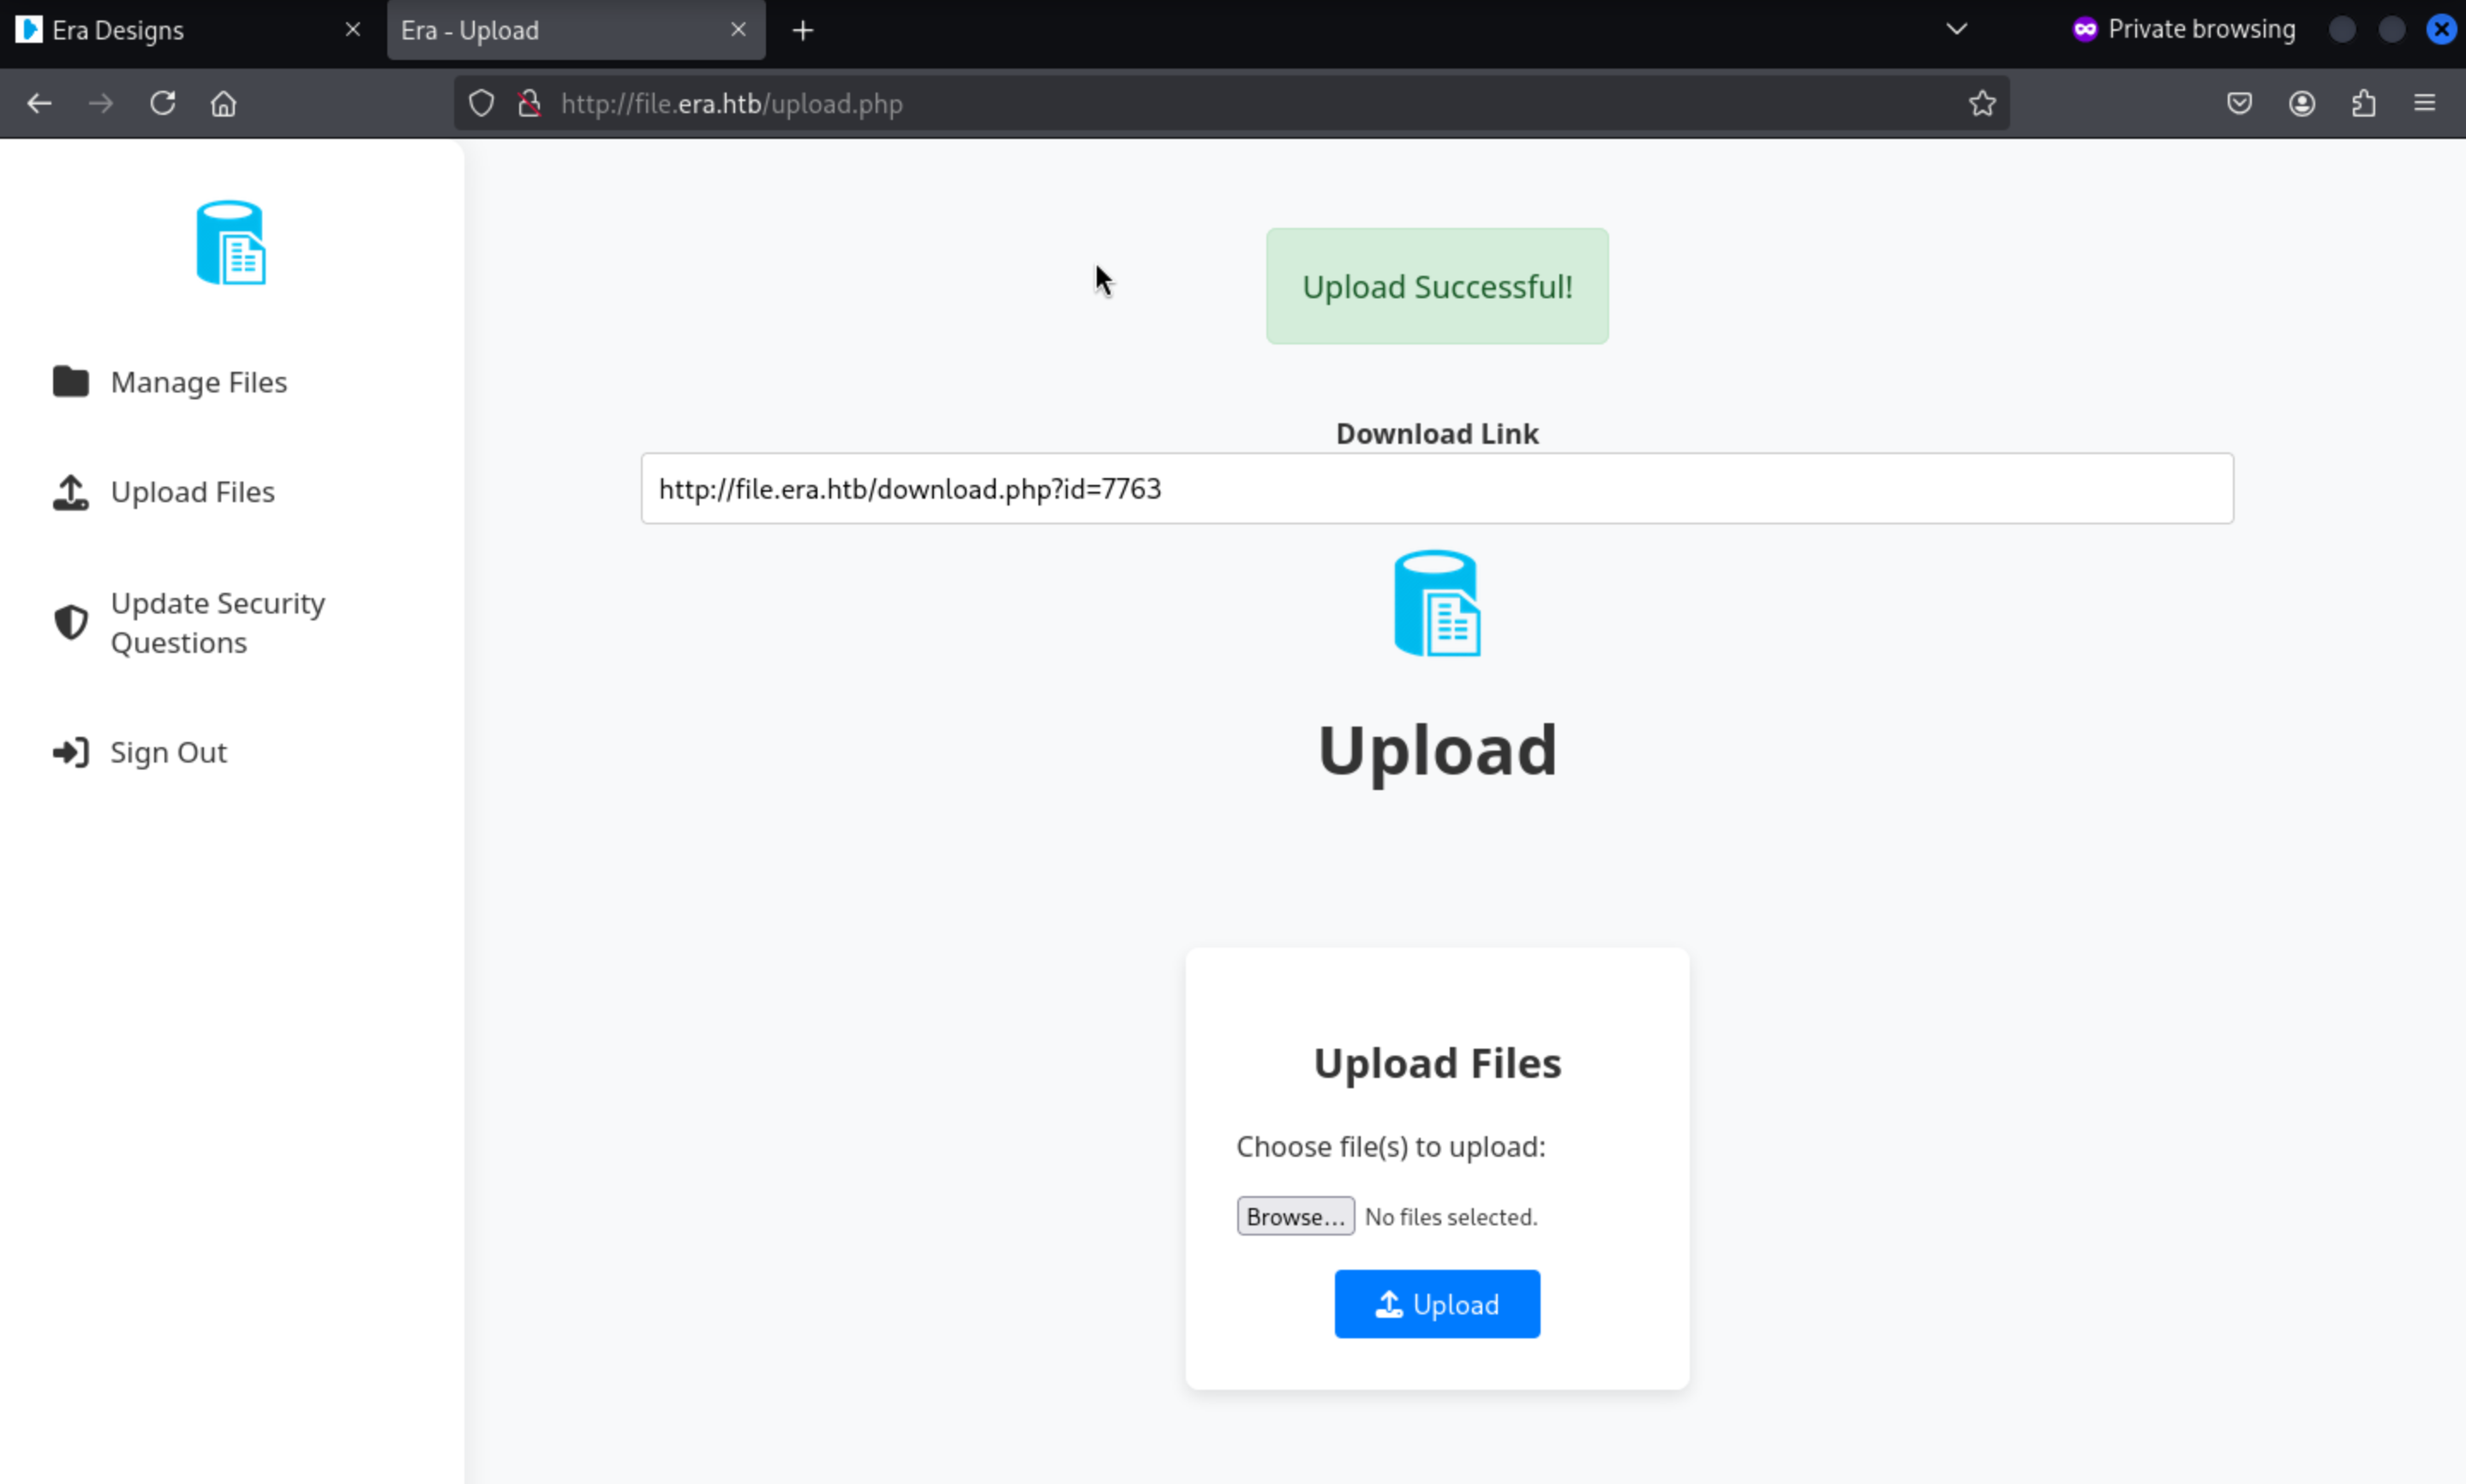 Era Designs
Era - Upload
Private browsing
http://file.era.htb/upload.php
Manage Files
Upload Files
Update Security
Questions
Sign Out
Upload Successful!
Download Link
http://file.era.htb/download.php?id=7763
Upload
Upload Files
Choose file(s) to upload:
Browse... No files selected.
Upload